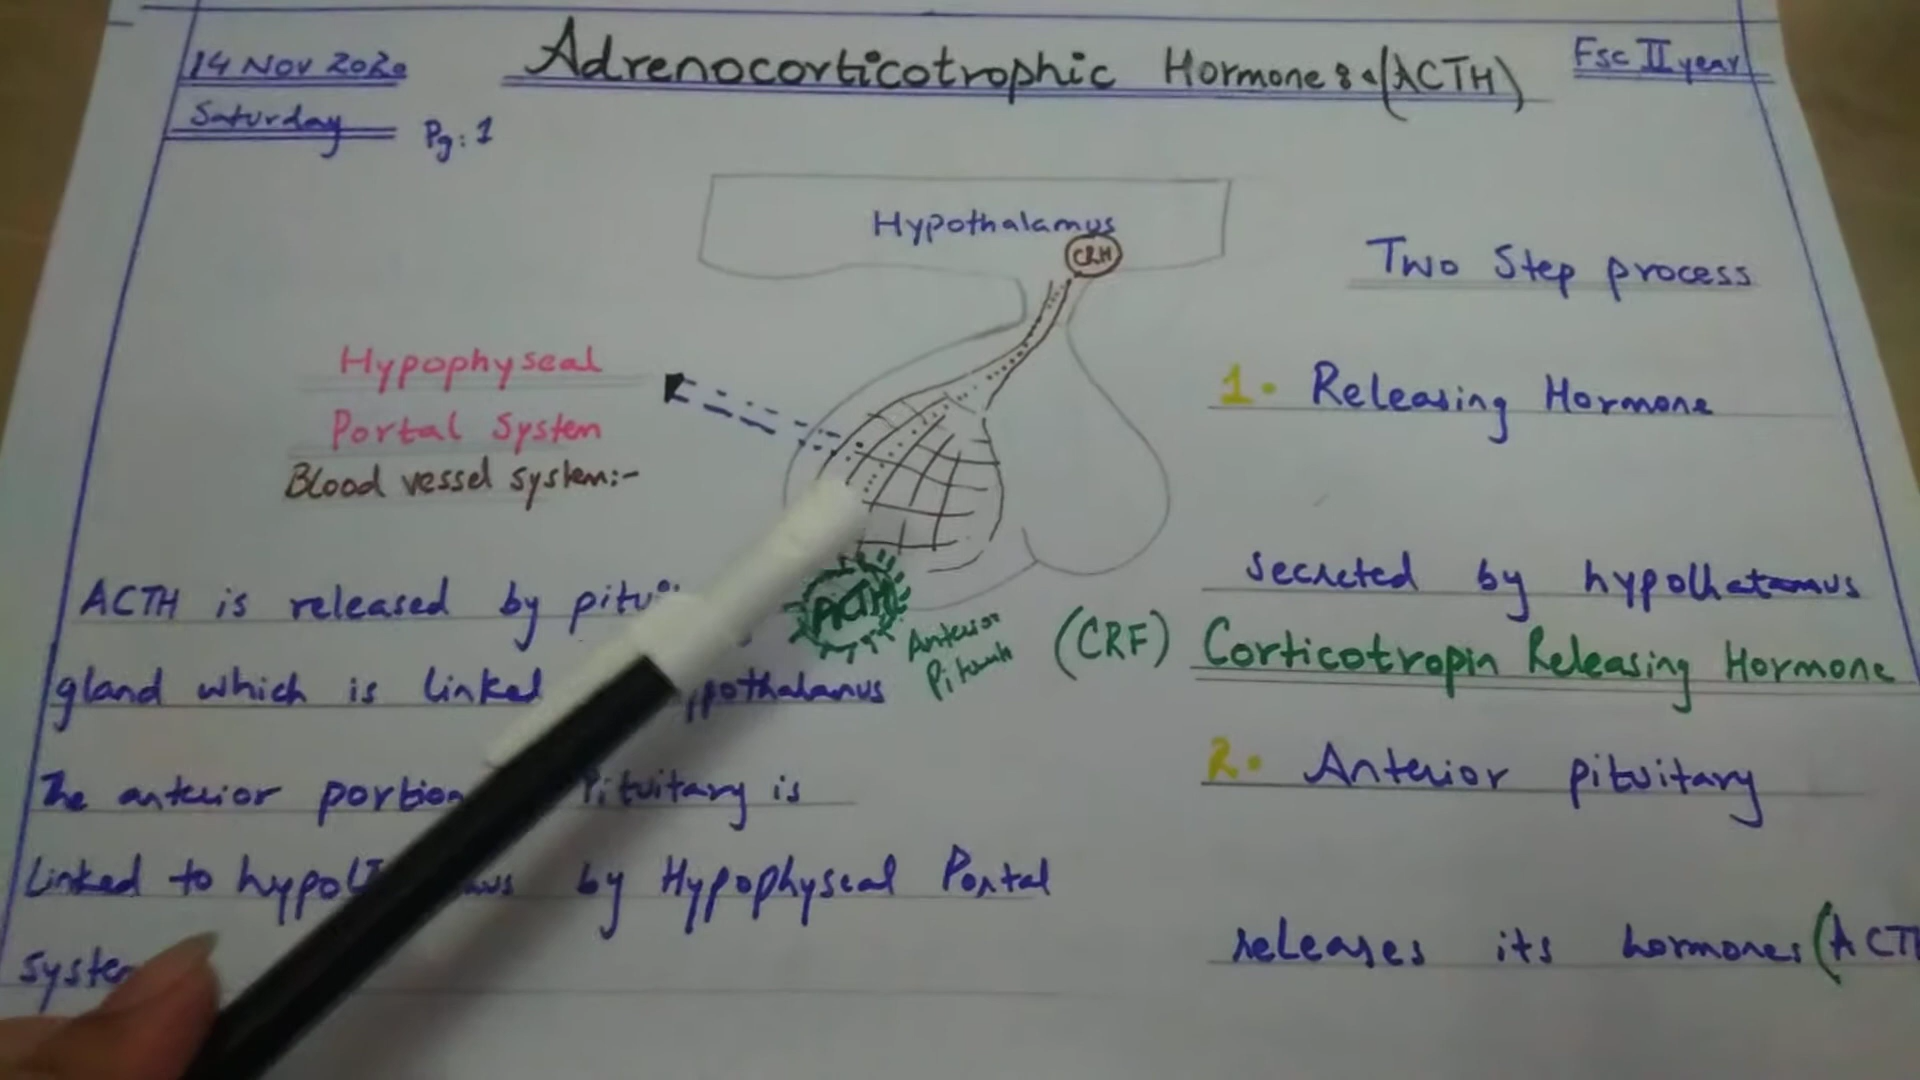 14 Nov 2020
Saturday
Pg: 1
Adrenocorticotrophic Hormone :- (ACTH)
Fsc II year
Hypothalamus
CRH
Hypophyseal
Portal System
Blood vessel system:-
ACTH
Anterior
ACTH is released by
gland which is linked
The anterior portion Pituitary is
Linked to by Hypophyseal Portal
Two Step process
1. Releasing Hormone
secreted by
(CRF) Corticotropin Releasing Hormone
2. Anterior pituitary
releases its hormones (ACT